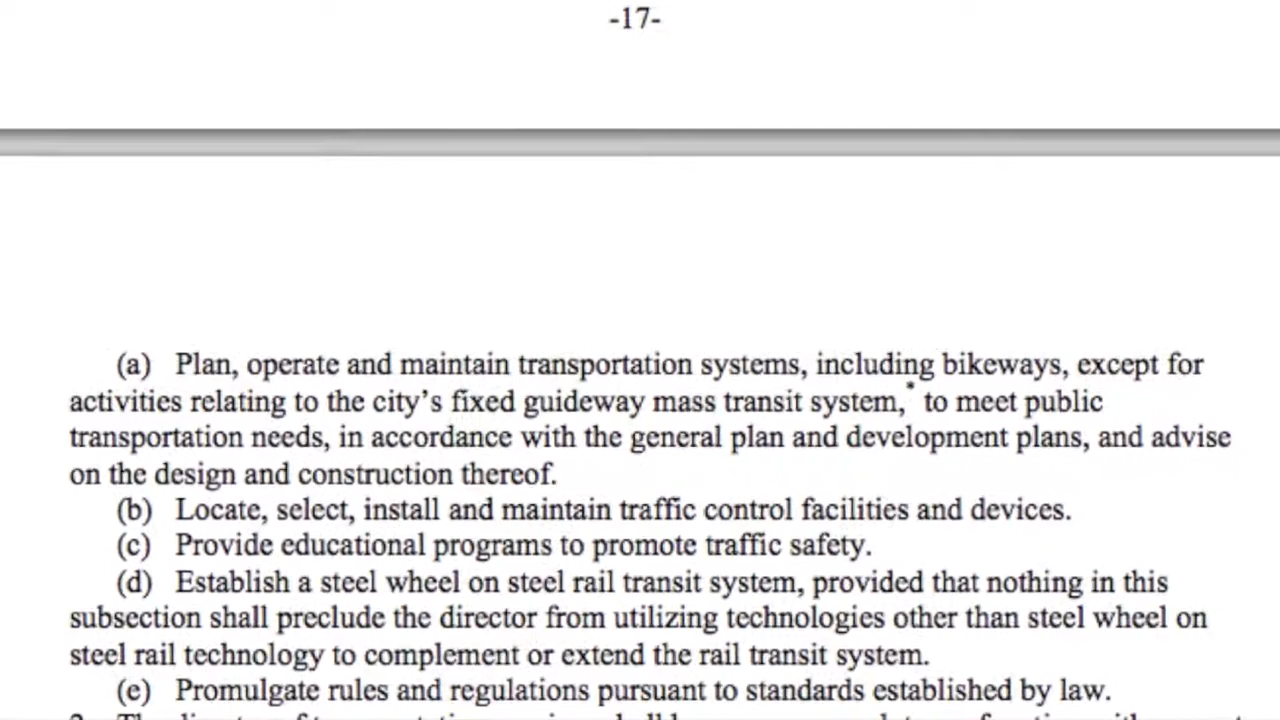 -17-
(a) Plan, operate and maintain transportation systems, including bikeways, except for
activities relating to the city’s fixed guideway mass transit system,* to meet public
transportation needs, in accordance with the general plan and development plans, and advise
on the design and construction thereof.
(b) Locate, select, install and maintain traffic control facilities and devices.
(c) Provide educational programs to promote traffic safety.
(d) Establish a steel wheel on steel rail transit system, provided that nothing in this
subsection shall preclude the director from utilizing technologies other than steel wheel on
steel rail technology to complement or extend the rail transit system.
(e) Promulgate rules and regulations pursuant to standards established by law.